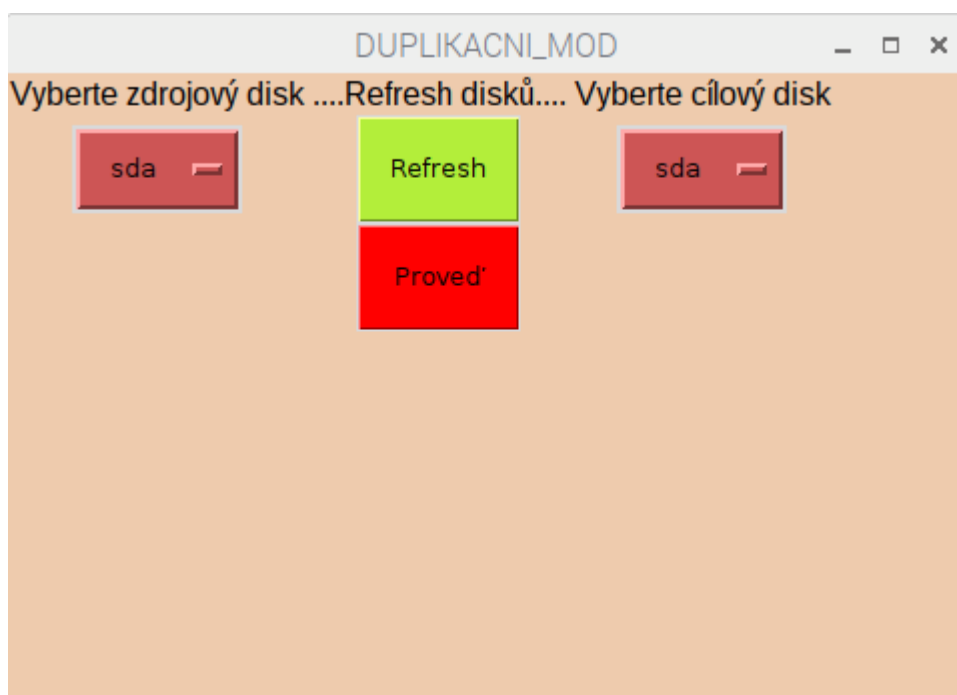 DUPLIKACNI_MOD
Vyberte zdrojový disk ....Refresh disků.... Vyberte cílový disk
sda Refresh sda
Proveď